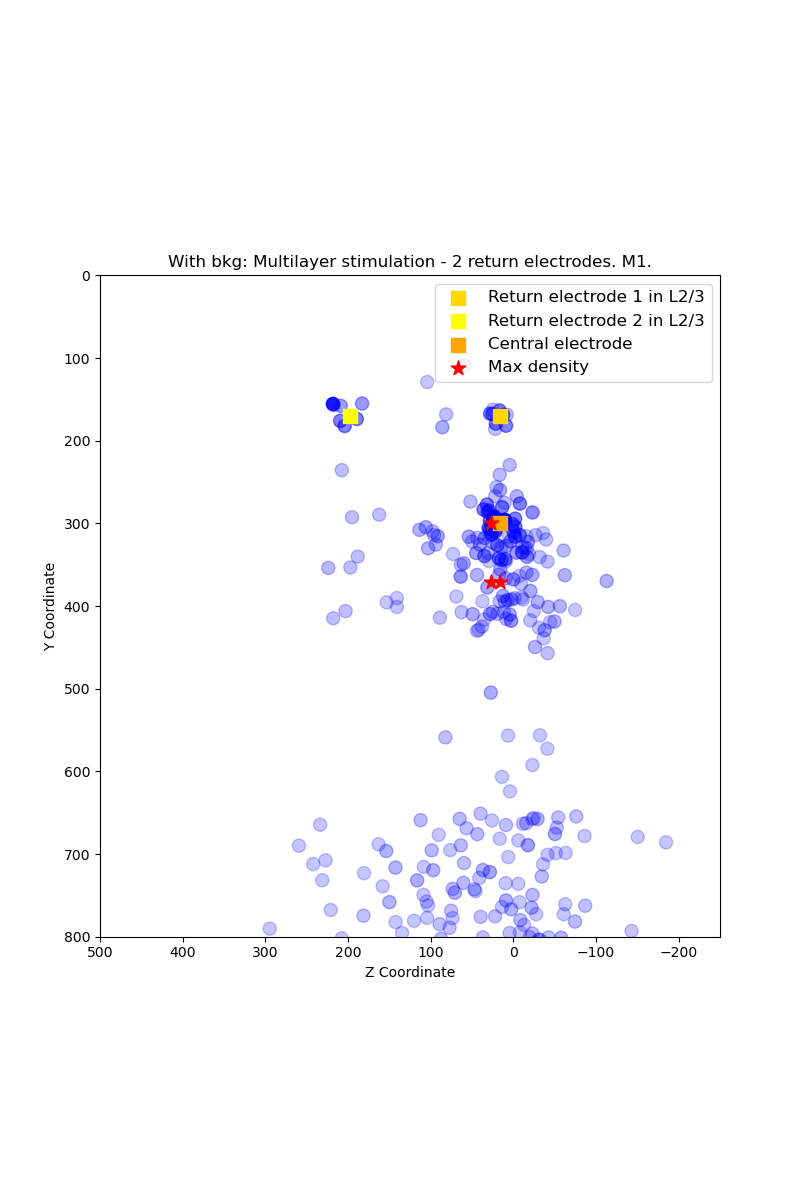 With bkg: Multilayer stimulation - 2 return electrodes. M1.
Return electrode 1 in L2/3
Return electrode 2 in L2/3
Central electrode
Max density
0
100
200
300
400
500
600
700
800
Y Coordinate
500 400 300 200 100 0 −100 −200
Z Coordinate